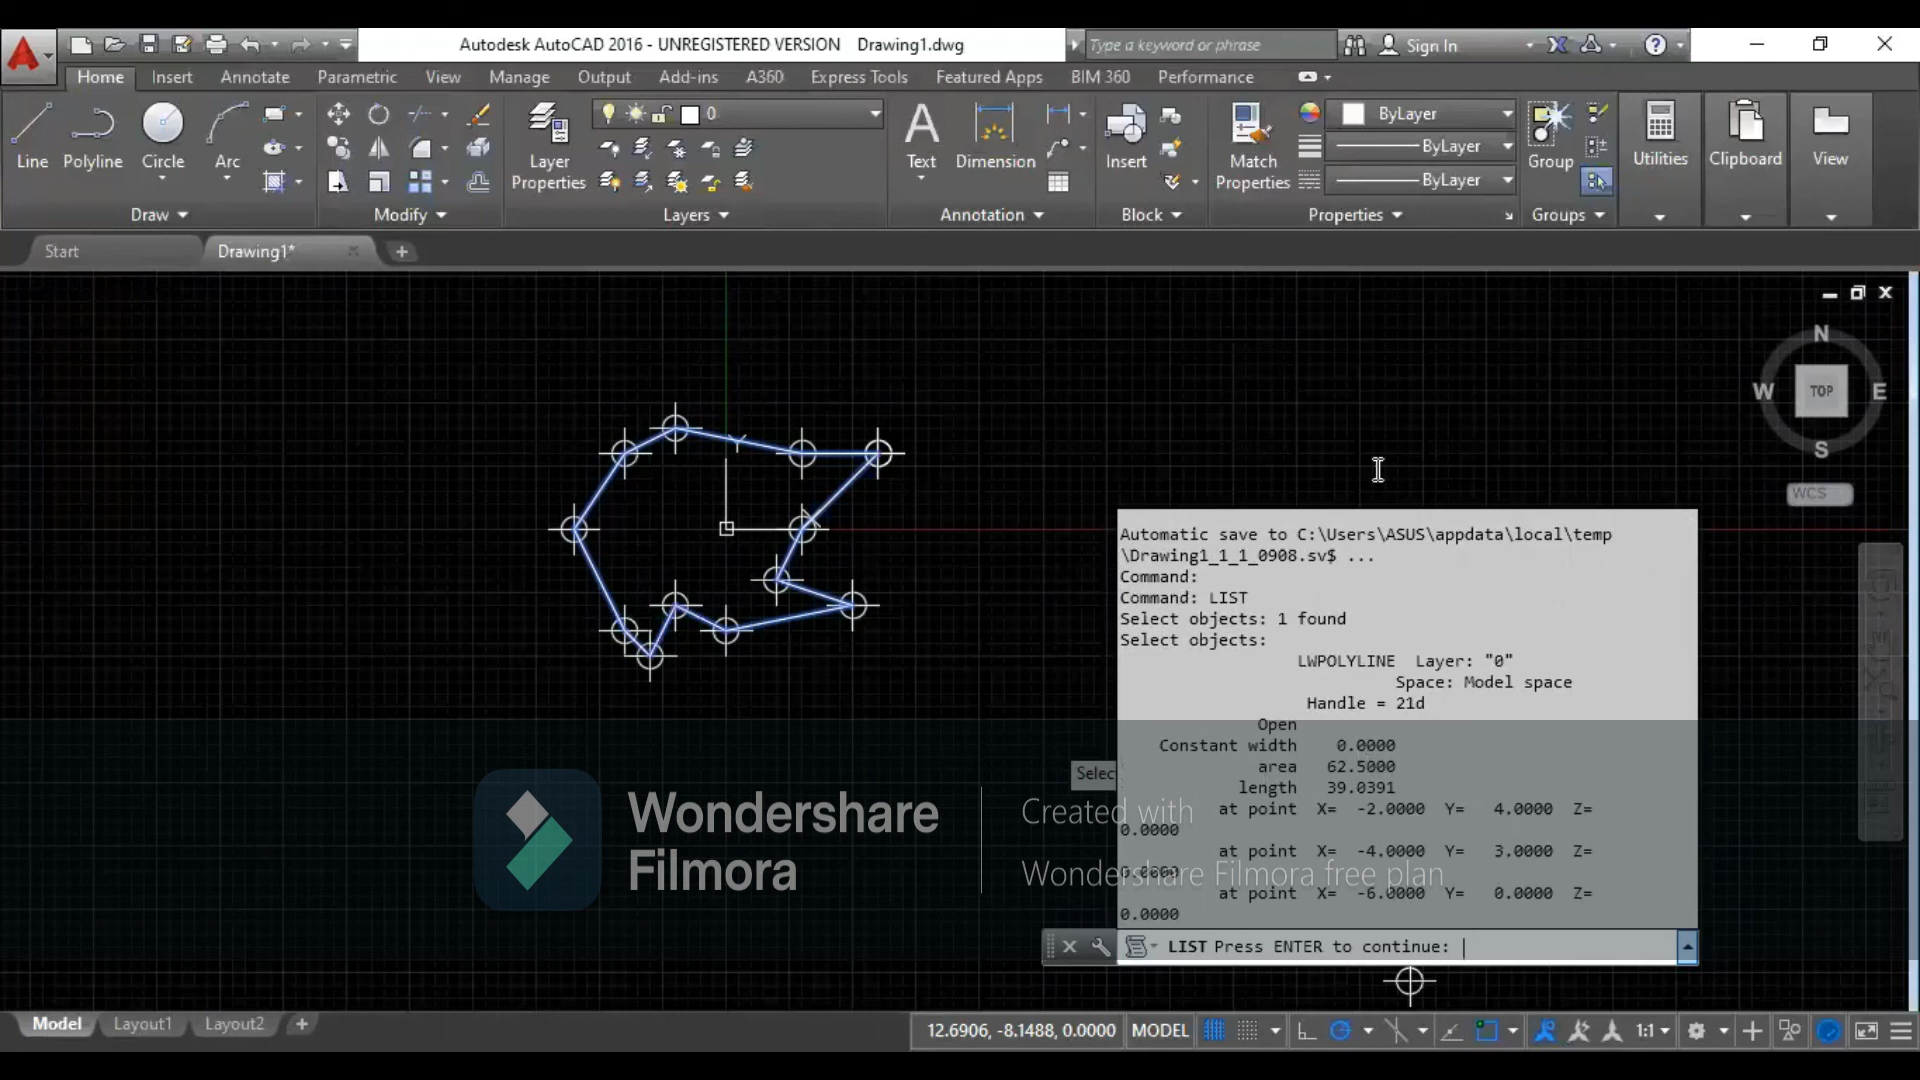 Autodesk AutoCAD 2016 - UNREGISTERED VERSION Drawing1.dwg
Type a keyword or phrase
Sign In
Home Insert Annotate Parametric View Manage Output Add-ins A360 Express Tools Featured Apps BIM 360 Performance
0
ByLayer
ByLayer
ByLayer
Line Polyline Circle Arc
Layer Properties
Text Dimension
Insert
Match Properties
Group
Utilities
Clipboard
View
Draw
Modify
Layers
Annotation
Block
Properties
Groups
Start
Drawing1*
N
W TOP E
S
WCS
Y
X
Automatic save to C:\Users\ASUS\appdata\local\temp
\Drawing1_1_1_0908.sv$ ...
Command:
Command: LIST
Select objects: 1 found
Select objects:
LWPOLYLINE Layer: "0"
Space: Model space
Handle = 21d
Open
Constant width 0.0000
area 62.5000
length 39.0391
at point X= -2.0000 Y= 4.0000 Z=
0.0000
at point X= -4.0000 Y= 3.0000 Z=
0.0000
at point X= -6.0000 Y= 0.0000 Z=
0.0000
Selec
Wondershare
Filmora
Created with
Wondershare Filmora free plan
LIST Press ENTER to continue:
Model Layout1 Layout2
12.6906, -8.1488, 0.0000 MODEL
1:1